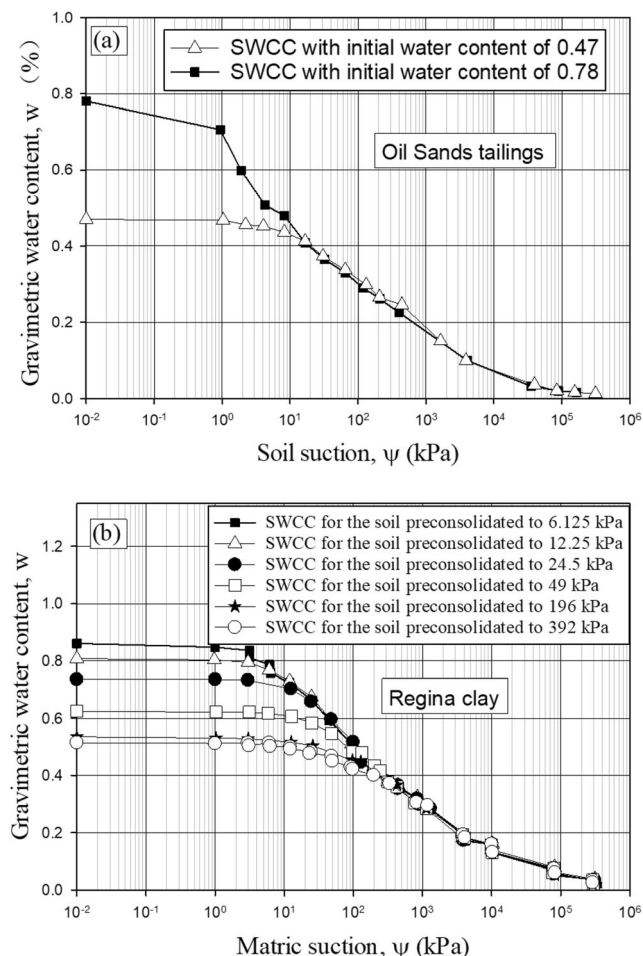 (a)
SWCC with initial water content of 0.47
SWCC with initial water content of 0.78
Oil Sands tailings
Gravimetric water content, w (%)
1.0
0.8
0.6
0.4
0.2
0.0
10-2 10-1 100 101 102 103 104 105 106
Soil suction, ψ (kPa)
(b)
SWCC for the soil preconsolidated to 6.125 kPa
SWCC for the soil preconsolidated to 12.25 kPa
SWCC for the soil preconsolidated to 24.5 kPa
SWCC for the soil preconsolidated to 49 kPa
SWCC for the soil preconsolidated to 196 kPa
SWCC for the soil preconsolidated to 392 kPa
Regina clay
Gravimetric water content, w
1.2
1.0
0.8
0.6
0.4
0.2
0.0
10-2 10-1 100 101 102 103 104 105 106
Matric suction, ψ (kPa)